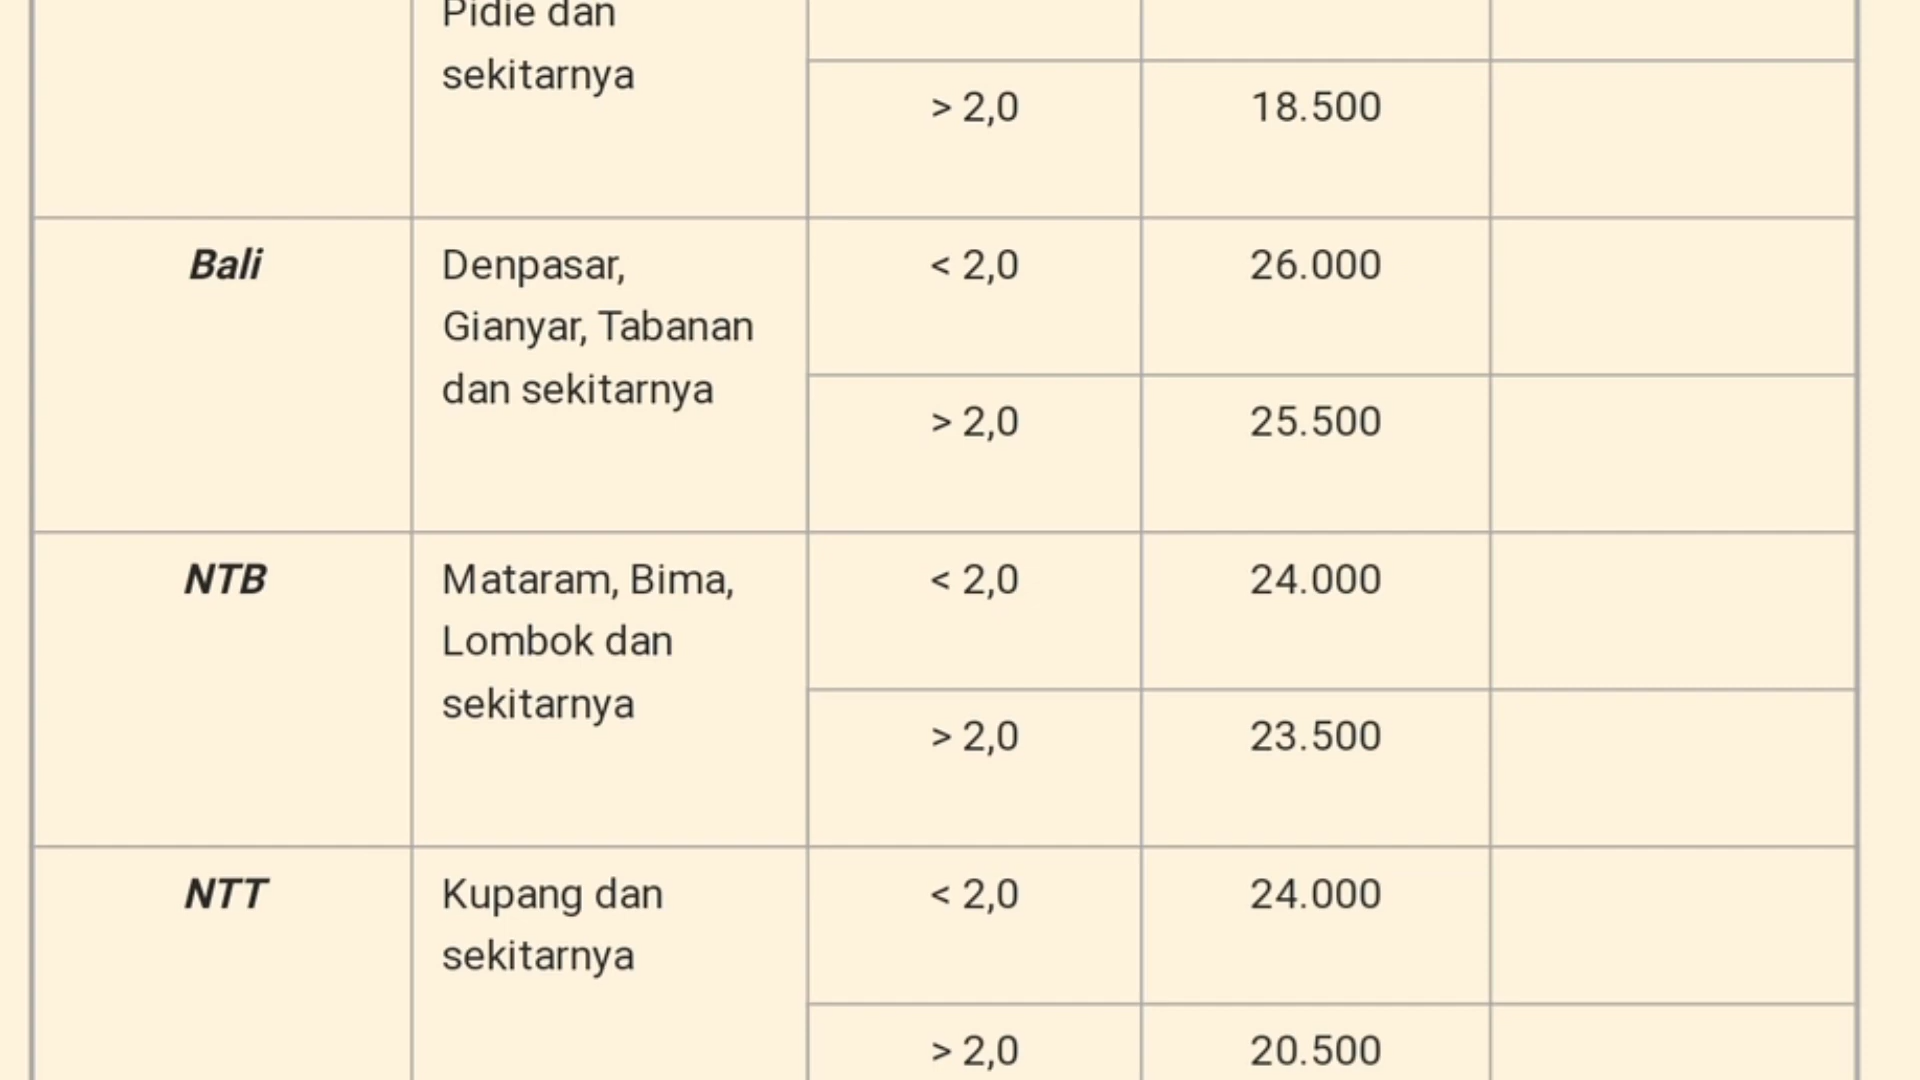 Pidie dan
sekitarnya
> 2,0 18.500
Bali Denpasar, < 2,0 26.000
Gianyar, Tabanan
dan sekitarnya
> 2,0 25.500
NTB Mataram, Bima, < 2,0 24.000
Lombok dan
sekitarnya
> 2,0 23.500
NTT Kupang dan < 2,0 24.000
sekitarnya
> 2,0 20.500